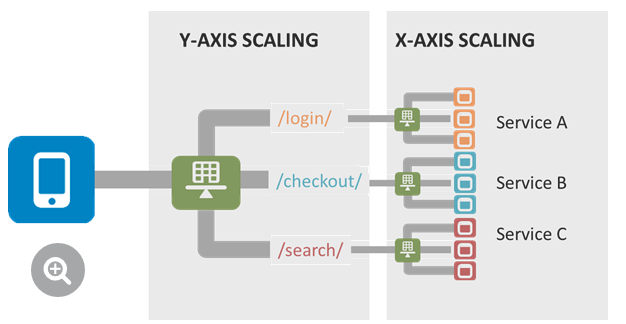 Y-AXIS SCALING
X-AXIS SCALING
/login/
Service A
/checkout/
Service B
/search/
Service C